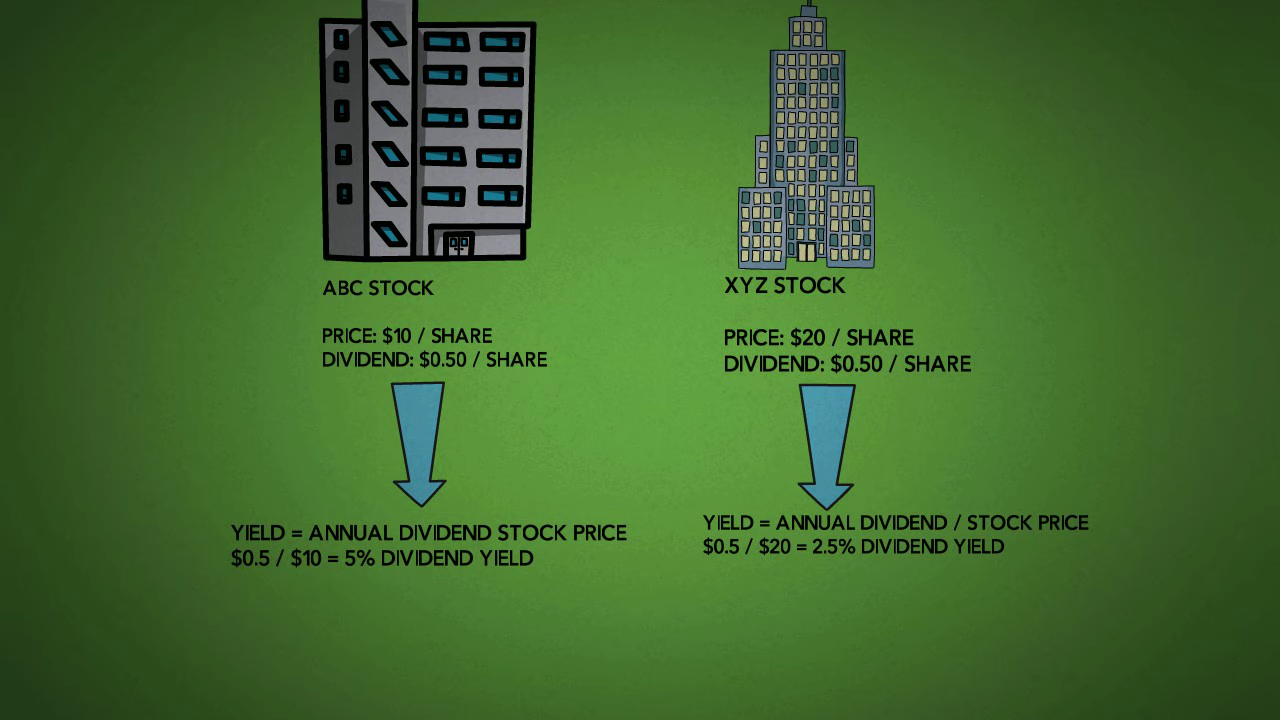 ABC STOCK
PRICE: $10 / SHARE
DIVIDEND: $0.50 / SHARE
YIELD = ANNUAL DIVIDEND STOCK PRICE
$0.5 / $10 = 5% DIVIDEND YIELD
XYZ STOCK
PRICE: $20 / SHARE
DIVIDEND: $0.50 / SHARE
YIELD = ANNUAL DIVIDEND / STOCK PRICE
$0.5 / $20 = 2.5% DIVIDEND YIELD